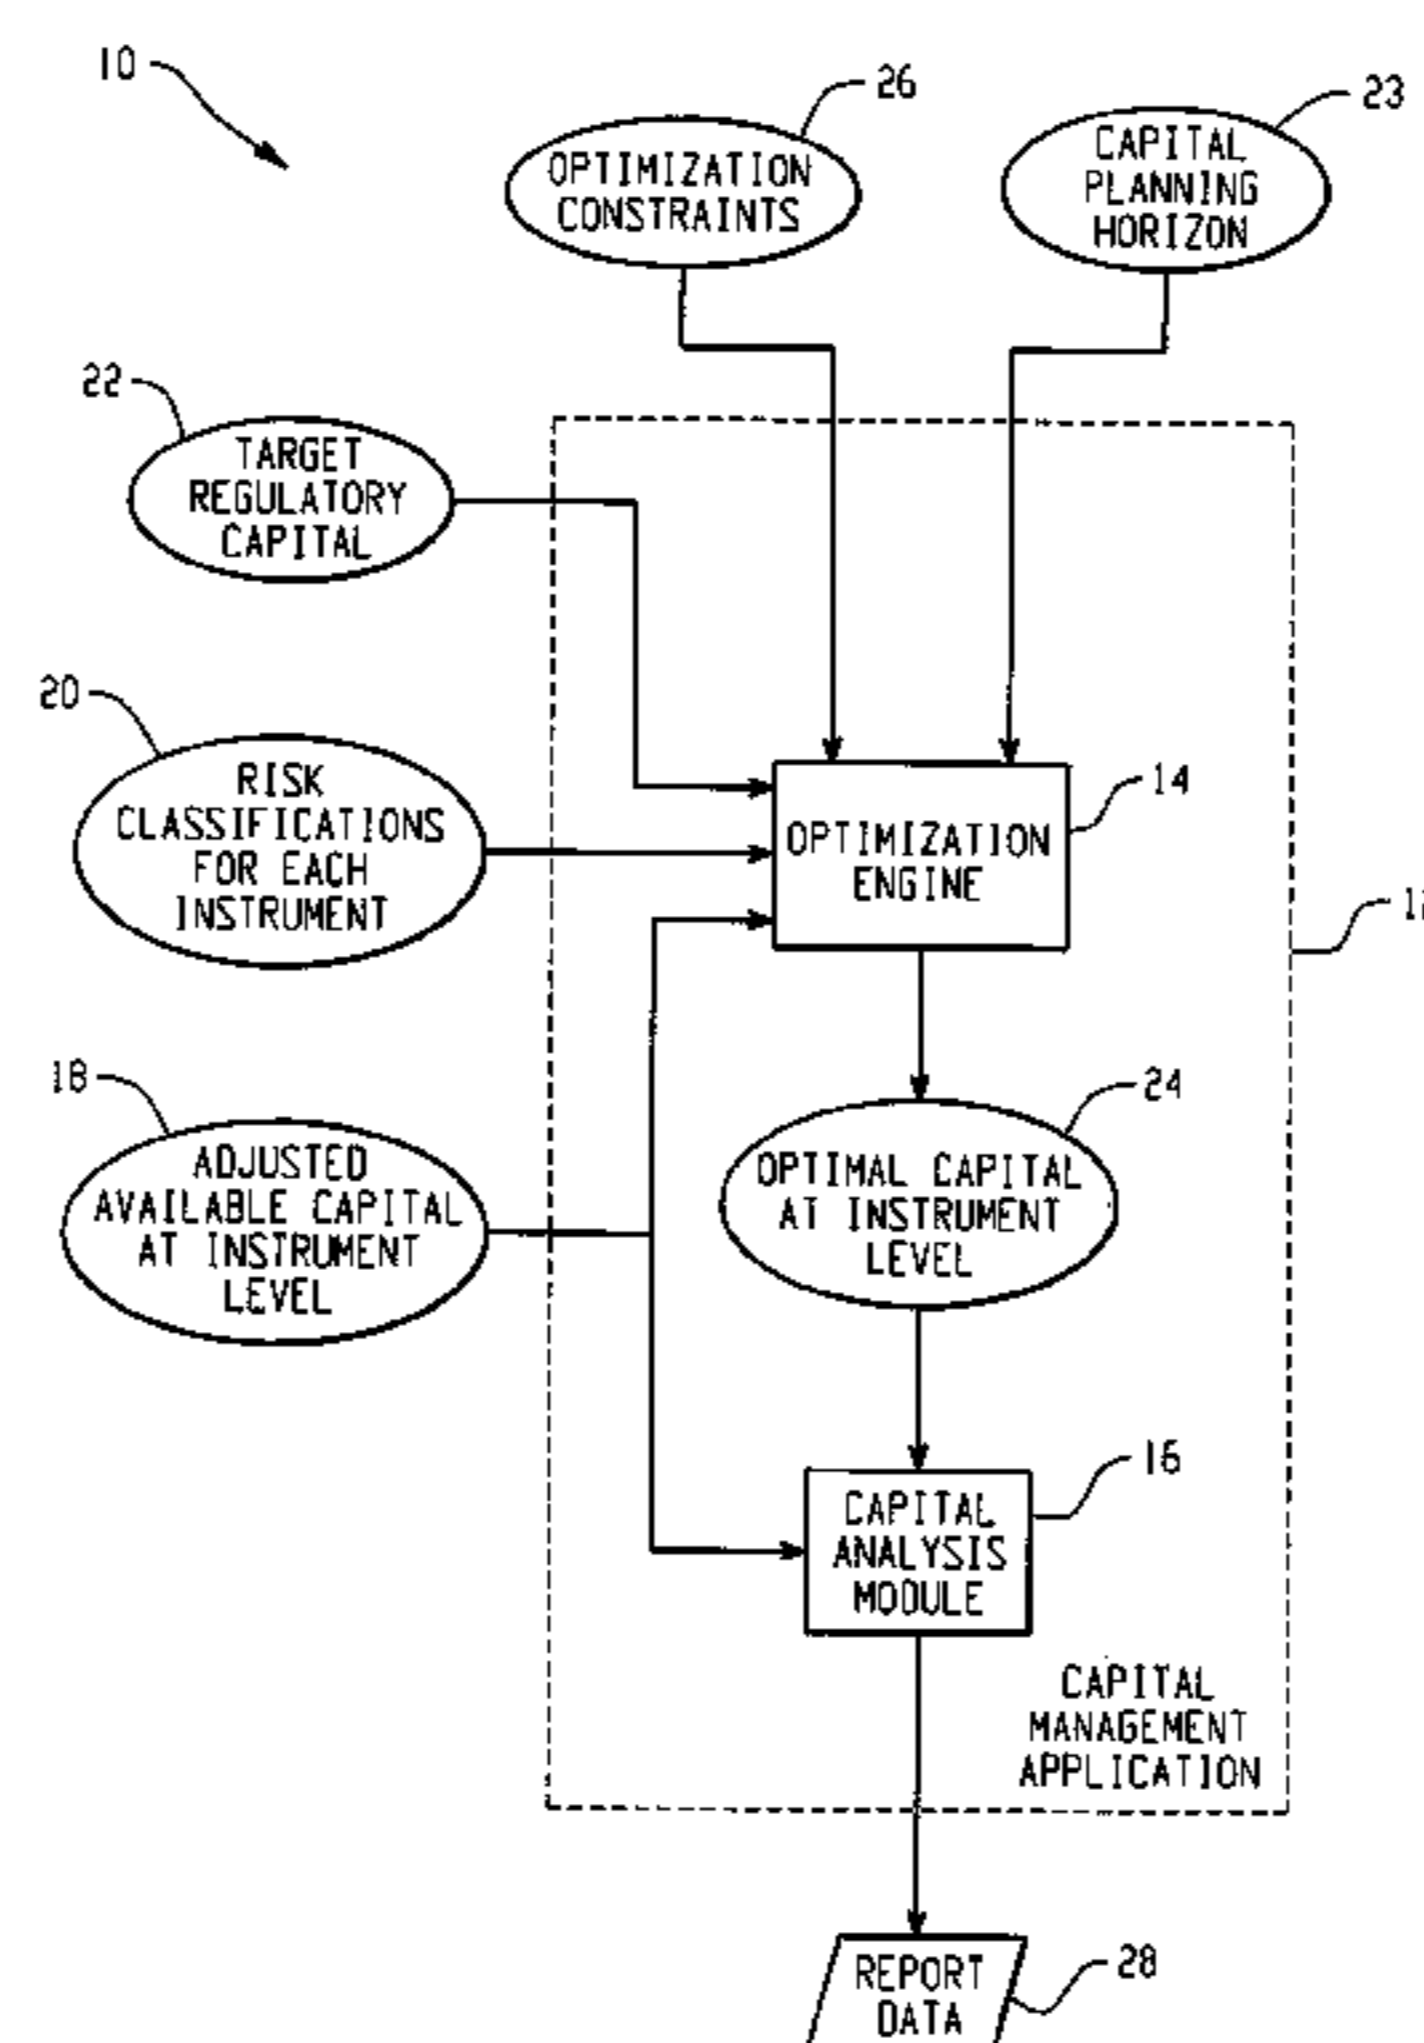 10
26
23
OPTIMIZATION
CONSTRAINTS
CAPITAL
PLANNING
HORIZON
22
TARGET
REGULATORY
CAPITAL
20
RISK
CLASSIFICATIONS
FOR EACH
INSTRUMENT
14
OPTIMIZATION
ENGINE
18
ADJUSTED
AVAILABLE CAPITAL
AT INSTRUMENT
LEVEL
24
OPTIMAL CAPITAL
AT INSTRUMENT
LEVEL
16
CAPITAL
ANALYSIS
MODULE
CAPITAL
MANAGEMENT
APPLICATION
28
REPORT
DATA